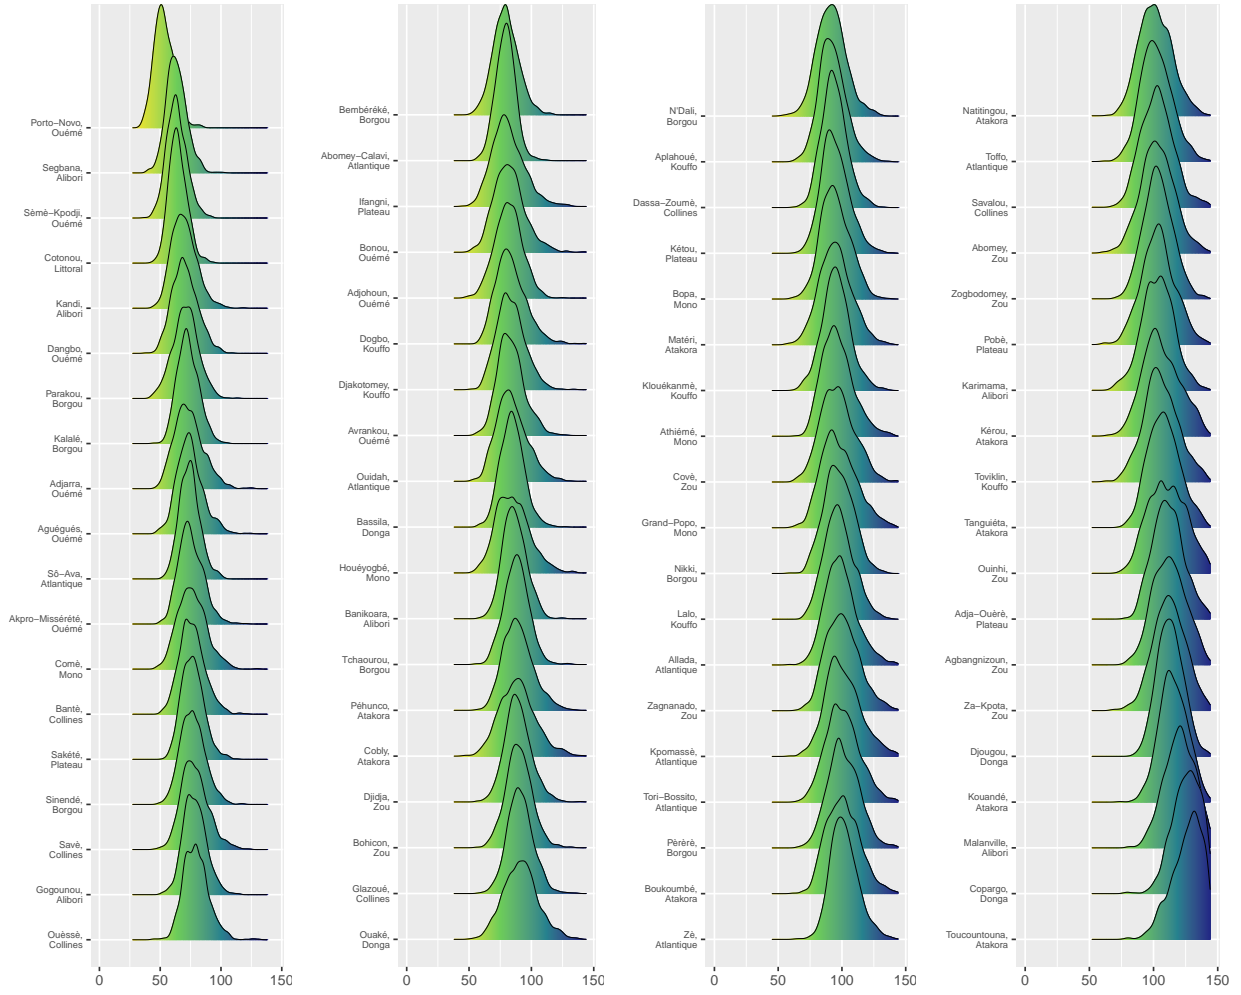 Porto–Novo,
Ouémé
Segbana,
Alibori
Sèmè–Kpodji,
Ouémé
Cotonou,
Littoral
Kandi,
Alibori
Dangbo,
Ouémé
Parakou,
Borgou
Kalalé,
Borgou
Adjarra,
Ouémé
Aguégués,
Ouémé
Sô–Ava,
Atlantique
Akpro–Missérété,
Ouémé
Comè,
Mono
Bantè,
Collines
Sakété,
Plateau
Sinendé,
Borgou
Savè,
Collines
Gogounou,
Alibori
Ouèssè,
Collines
0 50 100 150
Bembéréké,
Borgou
Abomey–Calavi,
Atlantique
Ifangni,
Plateau
Bonou,
Ouémé
Adjohoun,
Ouémé
Dogbo,
Kouffo
Djakotomey,
Kouffo
Avrankou,
Ouémé
Ouidah,
Atlantique
Bassila,
Donga
Houéyogbé,
Mono
Banikoara,
Alibori
Tchaourou,
Borgou
Péhunco,
Atakora
Cobly,
Atakora
Djidja,
Zou
Bohicon,
Zou
Glazoué,
Collines
Ouaké,
Donga
0 50 100 150
N'Dali,
Borgou
Aplahoué,
Kouffo
Dassa–Zoumè,
Collines
Kétou,
Plateau
Bopa,
Mono
Matéri,
Atakora
Klouékanmè,
Kouffo
Athiémé,
Mono
Covè,
Zou
Grand–Popo,
Mono
Nikki,
Borgou
Lalo,
Kouffo
Allada,
Atlantique
Zagnanado,
Zou
Kpomassè,
Atlantique
Tori–Bossito,
Atlantique
Pèrèrè,
Borgou
Boukoumbé,
Atakora
Zè,
Atlantique
0 50 100 150
Natitingou,
Atakora
Toffo,
Atlantique
Savalou,
Collines
Abomey,
Zou
Zogbodomey,
Zou
Pobè,
Plateau
Karimama,
Alibori
Kérou,
Atakora
Toviklin,
Kouffo
Tanguiéta,
Atakora
Ouinhi,
Zou
Adja–Ouèrè,
Plateau
Agbangnizoun,
Zou
Za–Kpota,
Zou
Djougou,
Donga
Kouandé,
Atakora
Malanville,
Alibori
Copargo,
Donga
Toucountouna,
Atakora
0 50 100 150